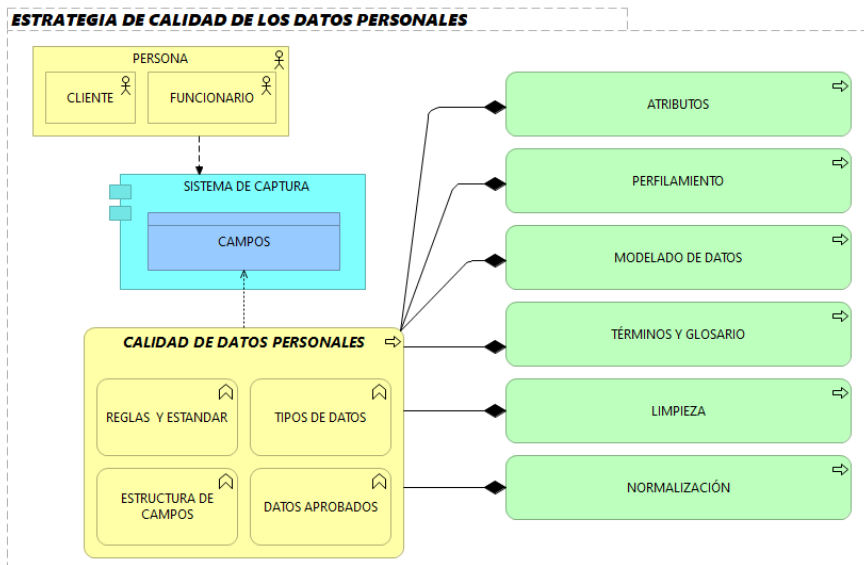 ESTRATEGIA DE CALIDAD DE LOS DATOS PERSONALES
PERSONA
CLIENTE
FUNCIONARIO
SISTEMA DE CAPTURA
CAMPOS
CALIDAD DE DATOS PERSONALES
REGLAS Y ESTANDAR
TIPOS DE DATOS
ESTRUCTURA DE
CAMPOS
DATOS APROBADOS
ATRIBUTOS
PERFILAMIENTO
MODELADO DE DATOS
TÉRMINOS Y GLOSARIO
LIMPIEZA
NORMALIZACIÓN